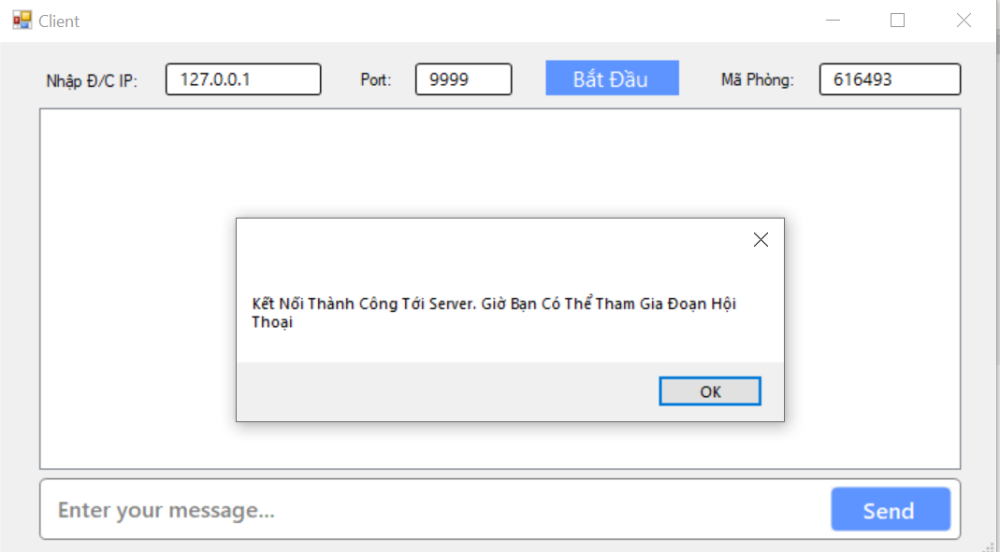 Client
Nhập Đ/C IP: 127.0.0.1 Port: 9999 Bắt Đầu Mã Phòng: 616493
Kết Nối Thành Công Tới Server. Giờ Bạn Có Thể Tham Gia Đoạn Hội
Thoại
OK
Enter your message... Send